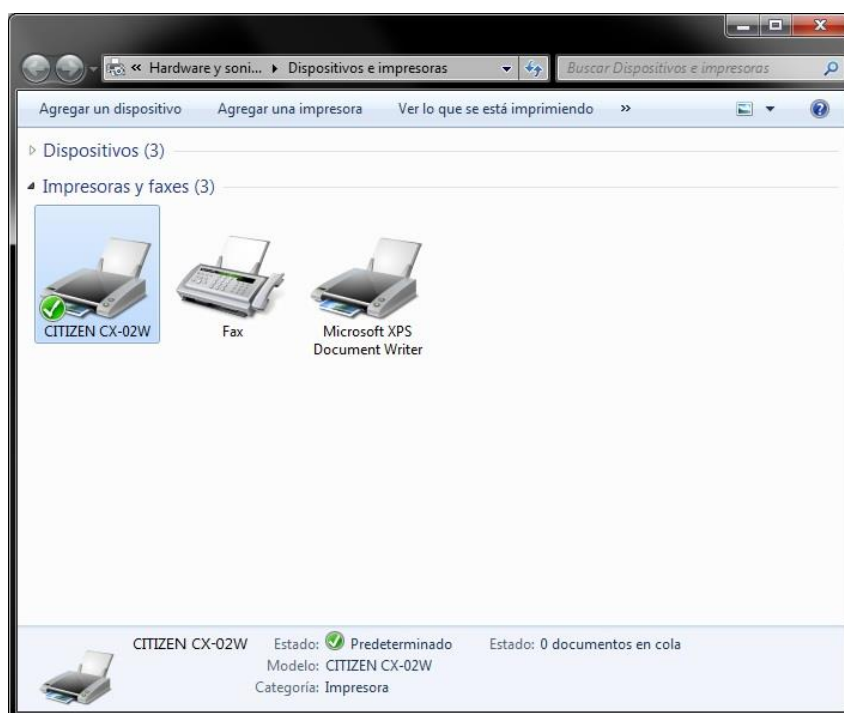 « Hardware y soni... ▸ Dispositivos e impresoras
Buscar Dispositivos e impresoras
Agregar un dispositivo Agregar una impresora Ver lo que se está imprimiendo »
Dispositivos (3)
Impresoras y faxes (3)
CITIZEN CX-02W
Fax
Microsoft XPS
Document Writer
CITIZEN CX-02W Estado: Predeterminado Estado: 0 documentos en cola
Modelo: CITIZEN CX-02W
Categoría: Impresora